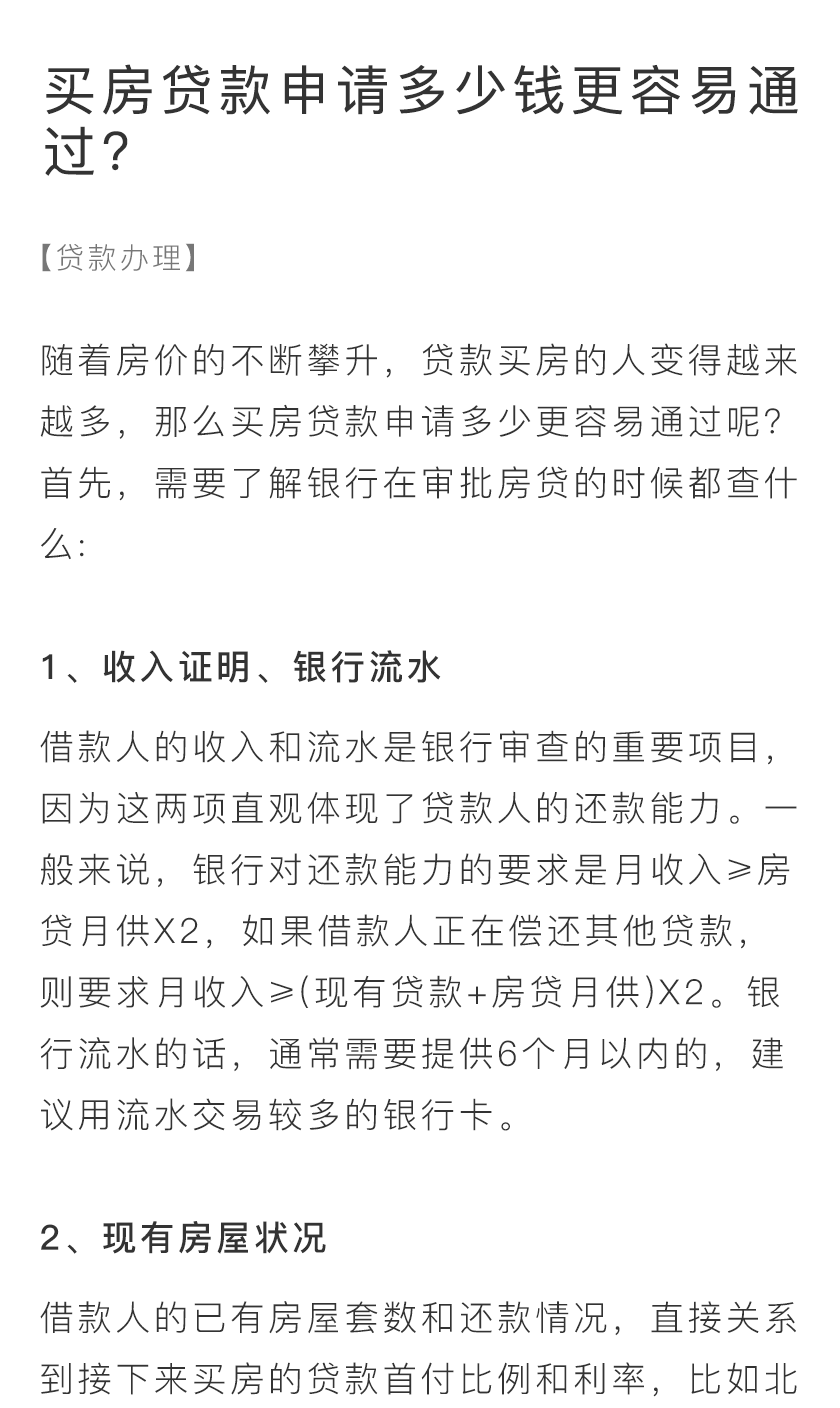 买房贷款申请多少钱更容易通
过?
【贷款办理】
随着房价的不断攀升，贷款买房的人变得越来
越多，那么买房贷款申请多少更容易通过呢？
首先，需要了解银行在审批房贷的时候都查什
么：
1、收入证明、银行流水
借款人的收入和流水是银行审查的重要项目，
因为这两项直观体现了贷款人的还款能力。一
般来说，银行对还款能力的要求是月收入≥房
贷月供X2，如果借款人正在偿还其他贷款，
则要求月收入≥(现有贷款+房贷月供)X2。银
行流水的话，通常需要提供6个月以内的，建
议用流水交易较多的银行卡。
2、现有房屋状况
借款人的已有房屋套数和还款情况，直接关系
到接下来买房的贷款首付比例和利率，比如北